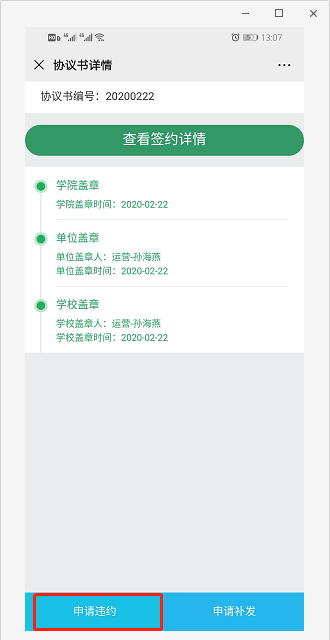 13:07
协议书详情
协议书编号：20200222
查看签约详情
学院盖章
学院盖章时间：2020-02-22
单位盖章
单位盖章人：运营-孙海燕
单位盖章时间：2020-02-22
学校盖章
学校盖章人：运营-孙海燕
学校盖章时间：2020-02-22
申请违约 申请补发